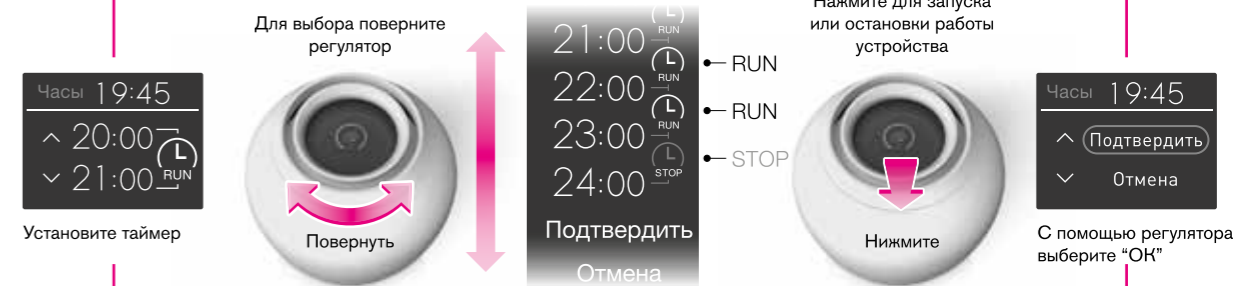 Часы 19:45
20:00
RUN
21:00
Установите таймер
Для выбора поверните
регулятор
Повернуть
RUN
21:00
RUN
22:00
RUN
23:00
STOP
24:00
Подтвердить
Отмена
RUN
RUN
STOP
Нажмите для запуска
или остановки работы
устройства
Нижмите
Часы 19:45
Подтвердить
Отмена
С помощью регулятора
выберите “ОК”